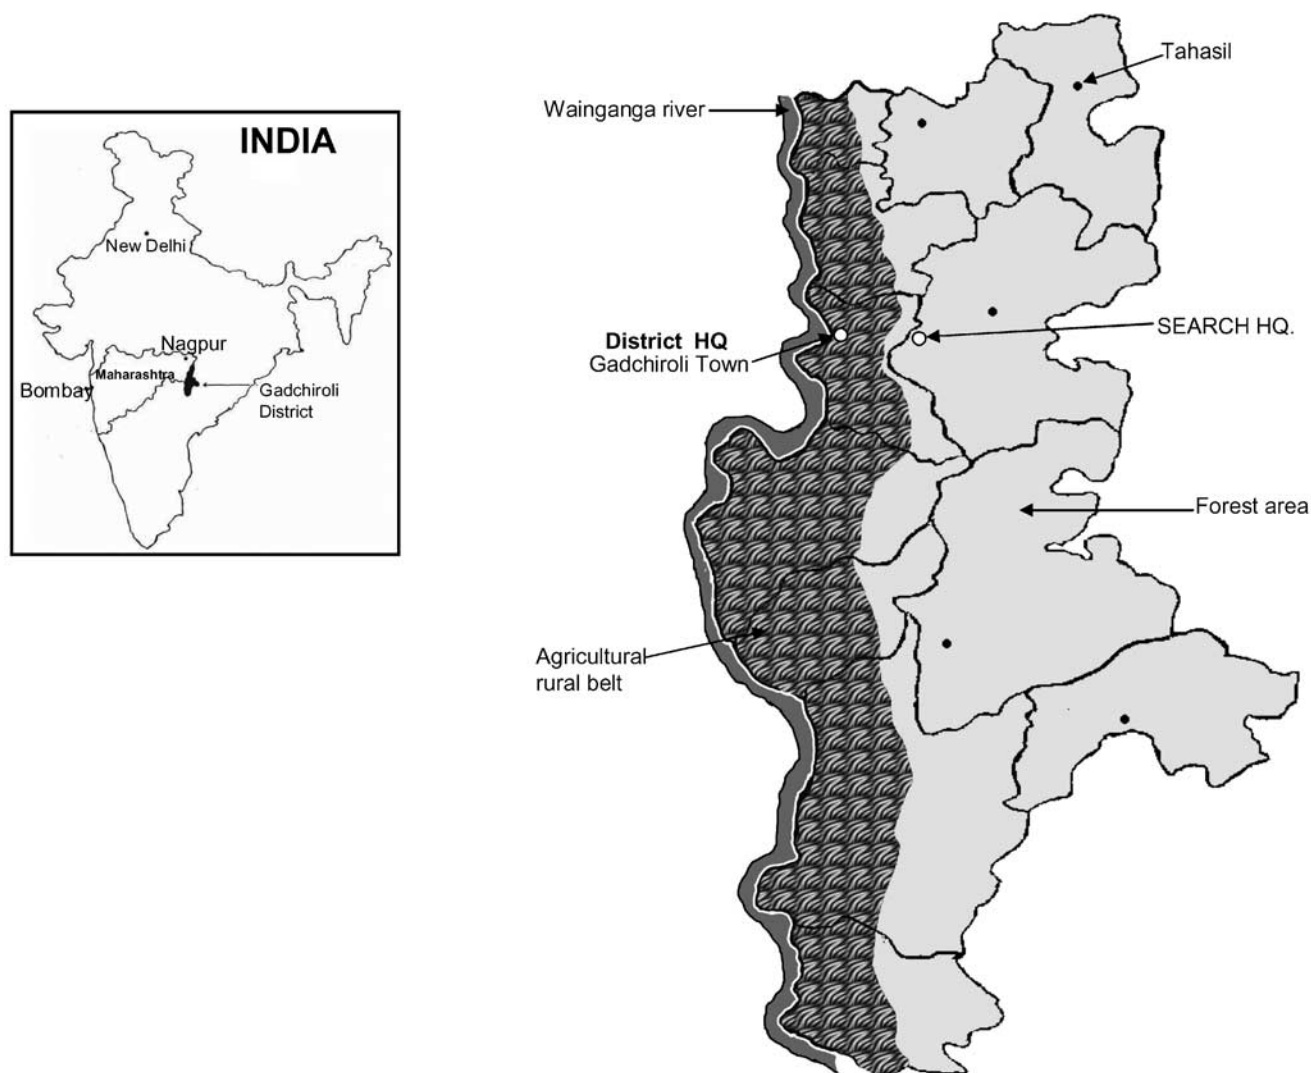 INDIA
New Delhi
Nagpur
Maharashtra
Bombay
Gadchiroli
District
Tahasil
Wainganga river
District HQ
Gadchiroli Town
SEARCH HQ.
Forest area
Agricultural
rural belt